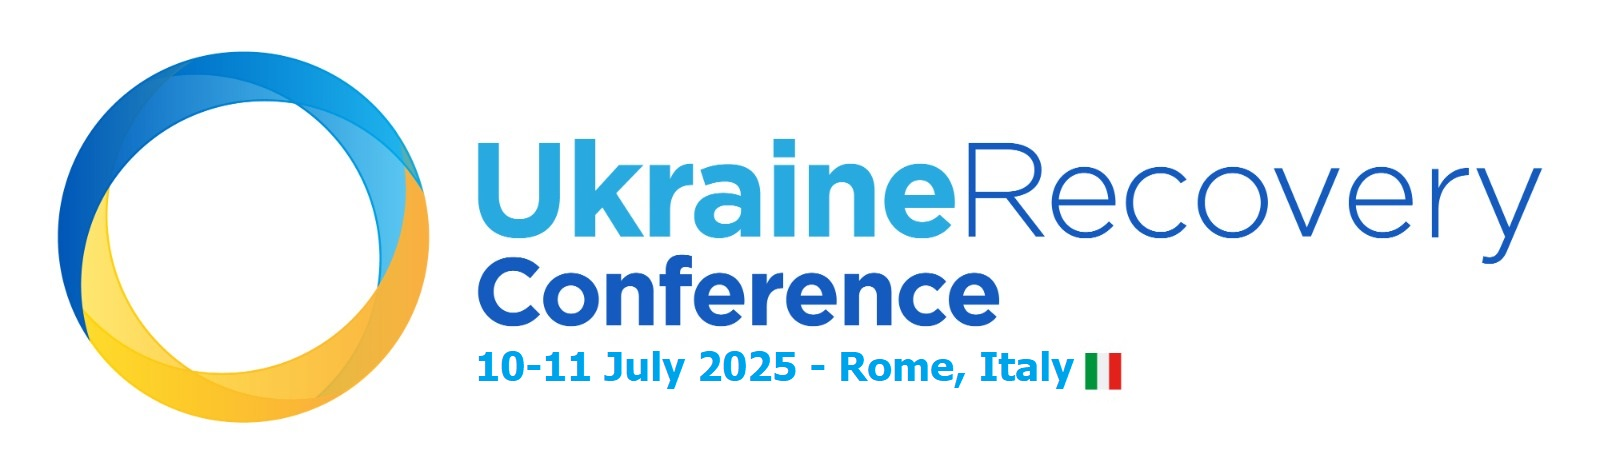 UkraineRecovery
Conference
10-11 July 2025 - Rome, Italy